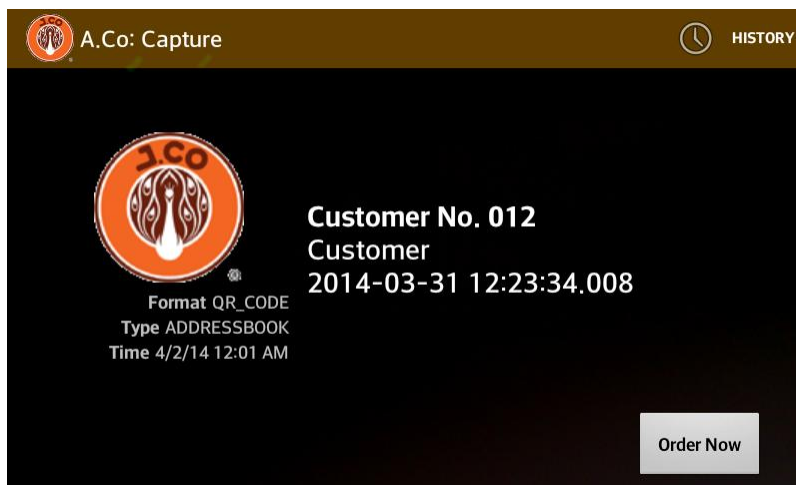 A.Co: Capture
HISTORY
J.CO
Customer No. 012
Customer
2014-03-31 12:23:34.008
Format QR_CODE
Type ADDRESSBOOK
Time 4/2/14 12:01 AM
Order Now